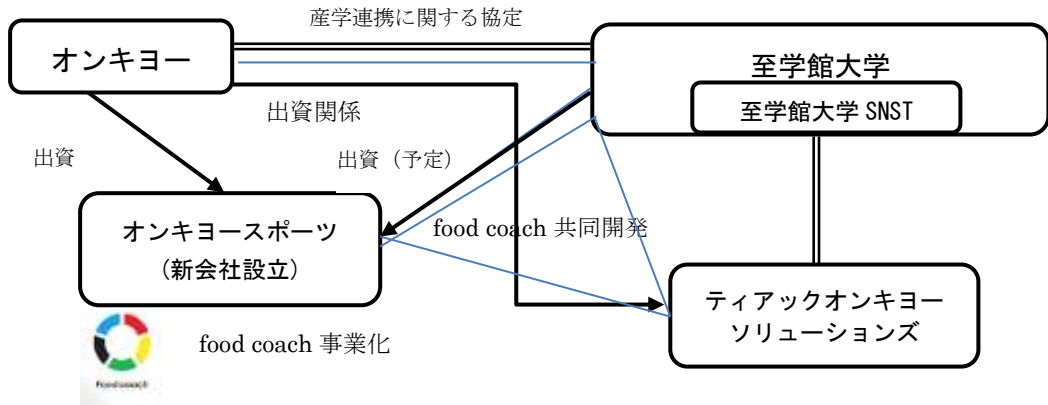 産学連携に関する協定
オンキヨー
至学館大学
至学館大学 SNST
出資関係
出資
出資（予定）
オンキヨースポーツ
（新会社設立）
food coach 共同開発
ティアックオンキヨー
ソリューションズ
food coach 事業化
Foodcoach